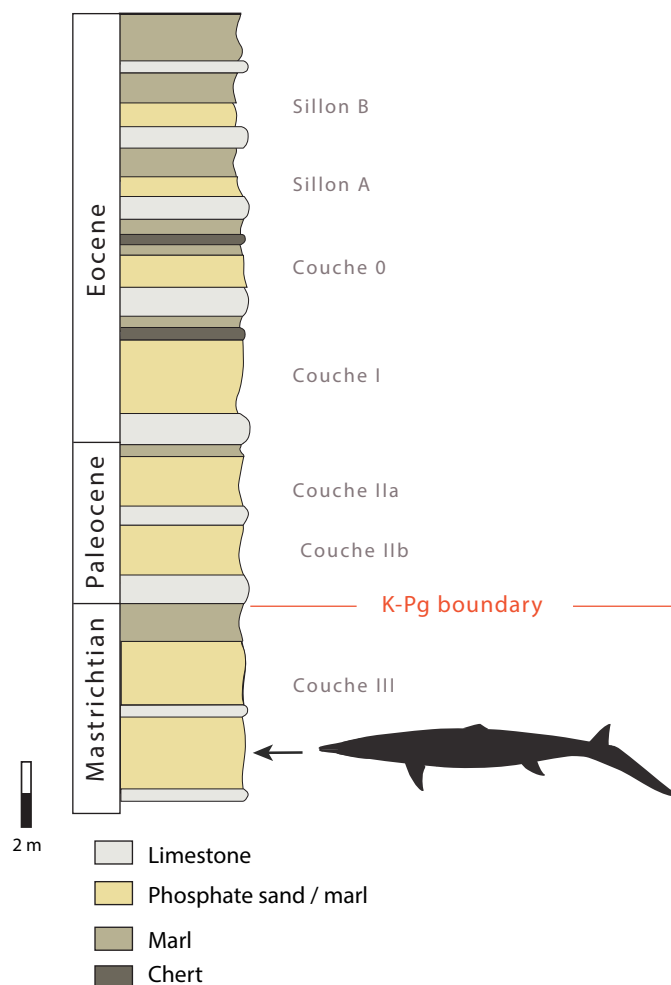 Eocene
Sillon B
Sillon A
Couche 0
Couche I
Paleocene
Couche IIa
Couche IIb
K-Pg boundary
Mastrichtian
Couche III
2 m
Limestone
Phosphate sand / marl
Marl
Chert